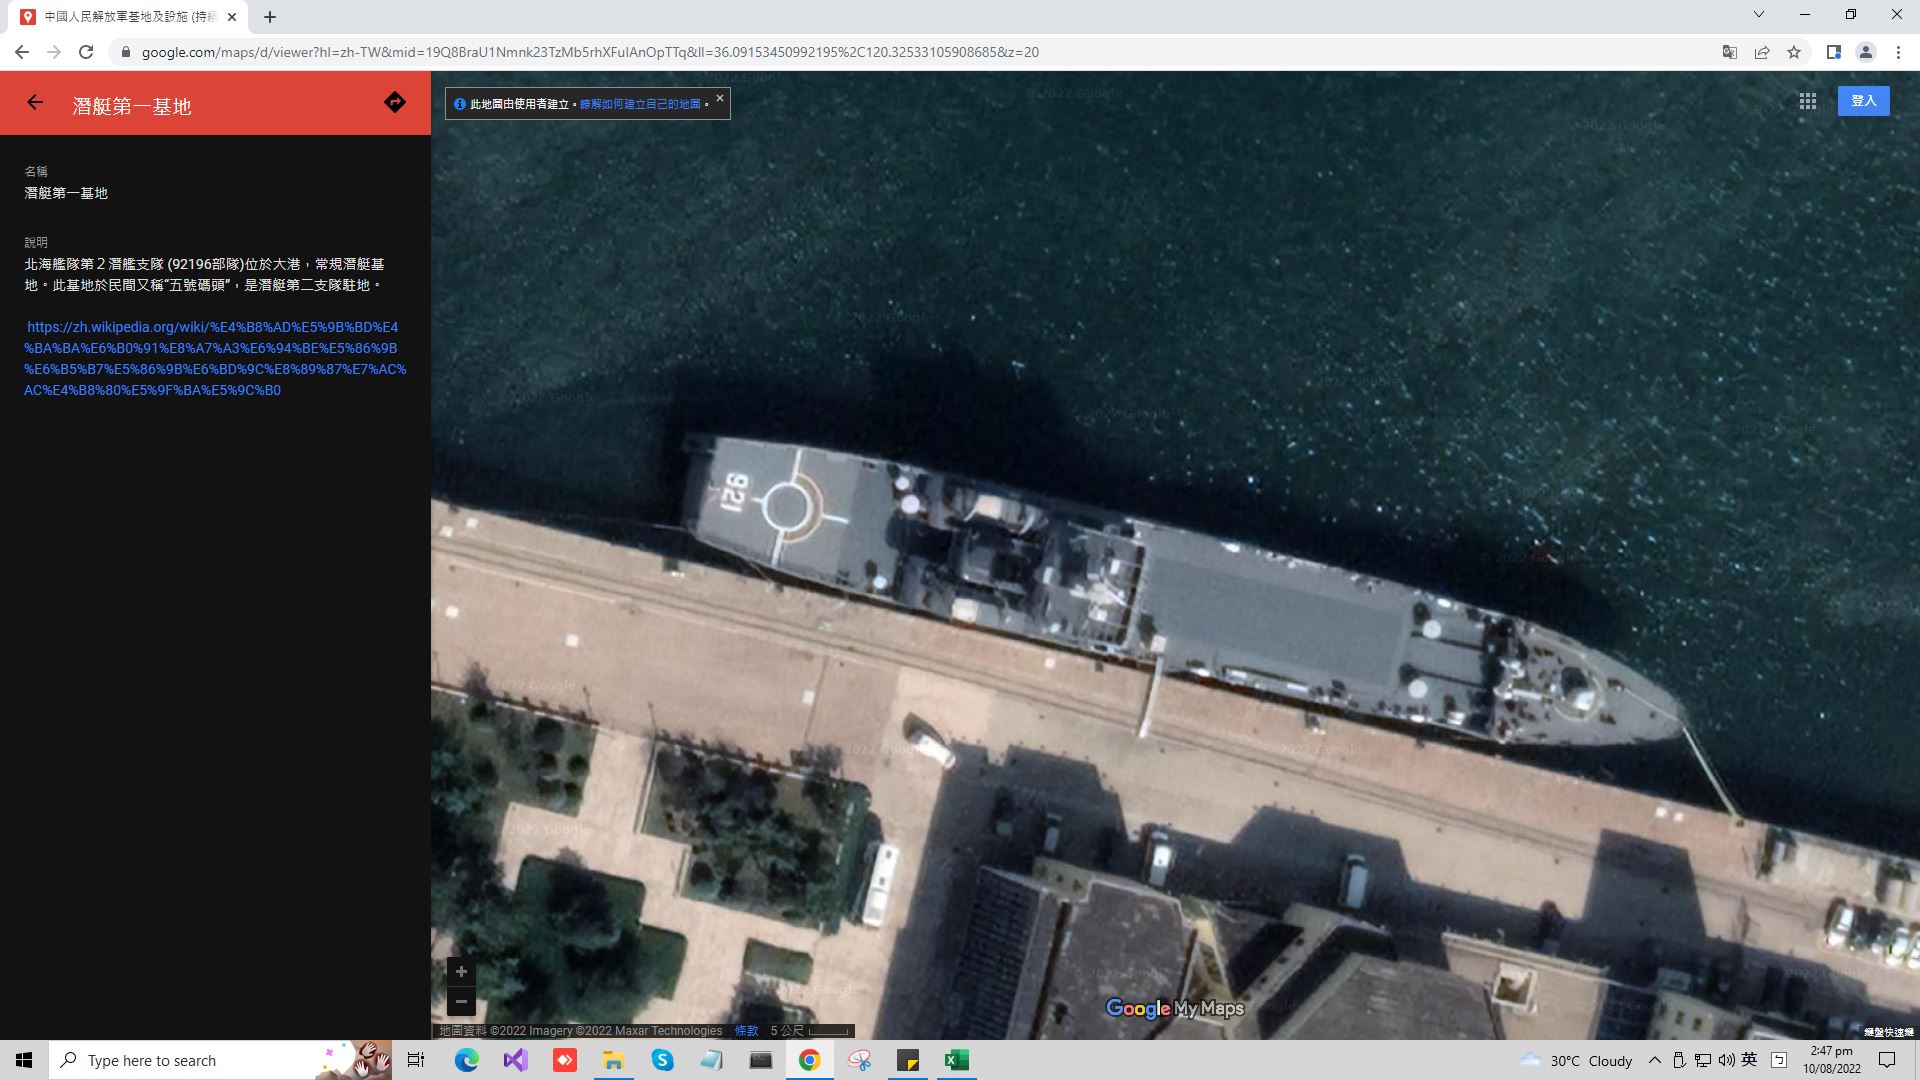 中國人民解放軍基地及設施 (持續
google.com/maps/d/viewer?hl=zh-TW&mid=19Q8BraU1Nmnk23TzMb5rhXFulAnOpTTq&ll=36.09153450992195%2C120.32533105908685&z=20
潛艇第一基地
此地圖由使用者建立。瞭解如何建立自己的地圖。
登入
名稱
潛艇第一基地
說明
北海艦隊第２潛艦支隊 (92196部隊)位於大港，常規潛艇基
地。此基地於民間又稱“五號碼頭”，是潛艇第二支隊駐地。
https://zh.wikipedia.org/wiki/%E4%B8%AD%E5%9B%BD%E4
%BA%BA%E6%B0%91%E8%A7%A3%E6%94%BE%E5%86%9B
%E6%B5%B7%E5%86%9B%E6%BD%9C%E8%89%87%E7%AC%
AC%E4%B8%80%E5%9F%BA%E5%9C%B0
921
Google My Maps
地圖資料 ©2022 Imagery ©2022 Maxar Technologies 條款 5 公尺
鍵盤快速鍵
Type here to search
30°C Cloudy
英
2:47 pm
10/08/2022